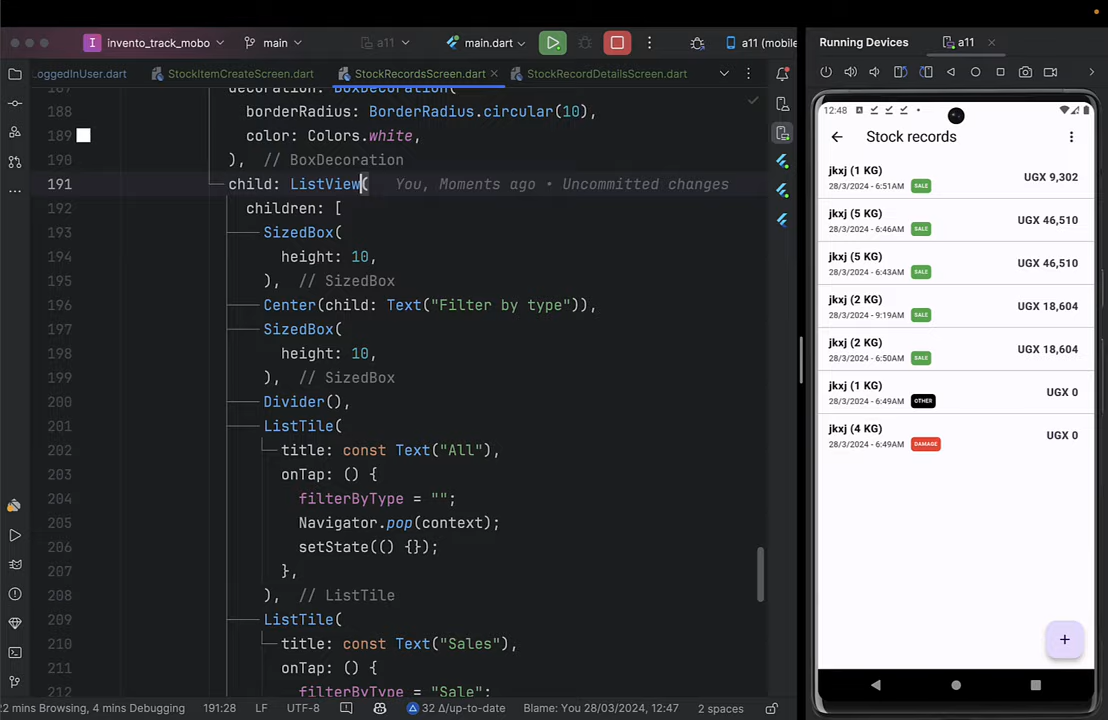 invento_track_mobo
main
a11
main.dart
a11 (mobile
Running Devices
a11
LoggedInUser.dart
StockItemCreateScreen.dart
StockRecordsScreen.dart
StockRecordDetailsScreen.dart
187 decoration: BoxDecoration(
188 borderRadius: BorderRadius.circular(10),
189 color: Colors.white,
190 ), // BoxDecoration
191 child: ListView( You, Moments ago • Uncommitted changes
192 children: [
193 SizedBox(
194 height: 10,
195 ), // SizedBox
196 Center(child: Text("Filter by type")),
197 SizedBox(
198 height: 10,
199 ), // SizedBox
200 Divider(),
201 ListTile(
202 title: const Text("All"),
203 onTap: () {
204 filterByType = "";
205 Navigator.pop(context);
206 setState(() {});
207 },
208 ), // ListTile
209 ListTile(
210 title: const Text("Sales"),
211 onTap: () {
212 filterByType = "Sale";
2 mins Browsing, 4 mins Debugging
191:28
LF
UTF-8
32 Δ/up-to-date
Blame: You 28/03/2024, 12:47
2 spaces
12:48
Stock records
jkxj (1 KG)
28/3/2024 - 6:51AM SALE
UGX 9,302
jkxj (5 KG)
28/3/2024 - 6:46AM SALE
UGX 46,510
jkxj (5 KG)
28/3/2024 - 6:43AM SALE
UGX 46,510
jkxj (2 KG)
28/3/2024 - 9:19AM SALE
UGX 18,604
jkxj (2 KG)
28/3/2024 - 6:50AM SALE
UGX 18,604
jkxj (1 KG)
28/3/2024 - 6:49AM OTHER
UGX 0
jkxj (4 KG)
28/3/2024 - 6:49AM DAMAGE
UGX 0
+